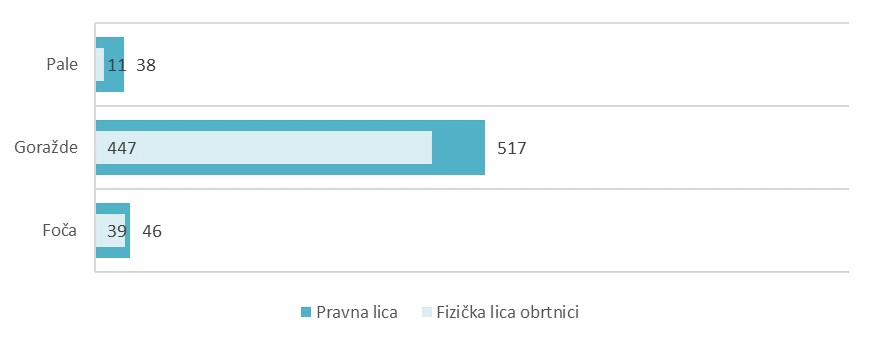 Pale 11 38
Goražde 447 517
Foča 39 46
Pravna lica Fizička lica obrtnici